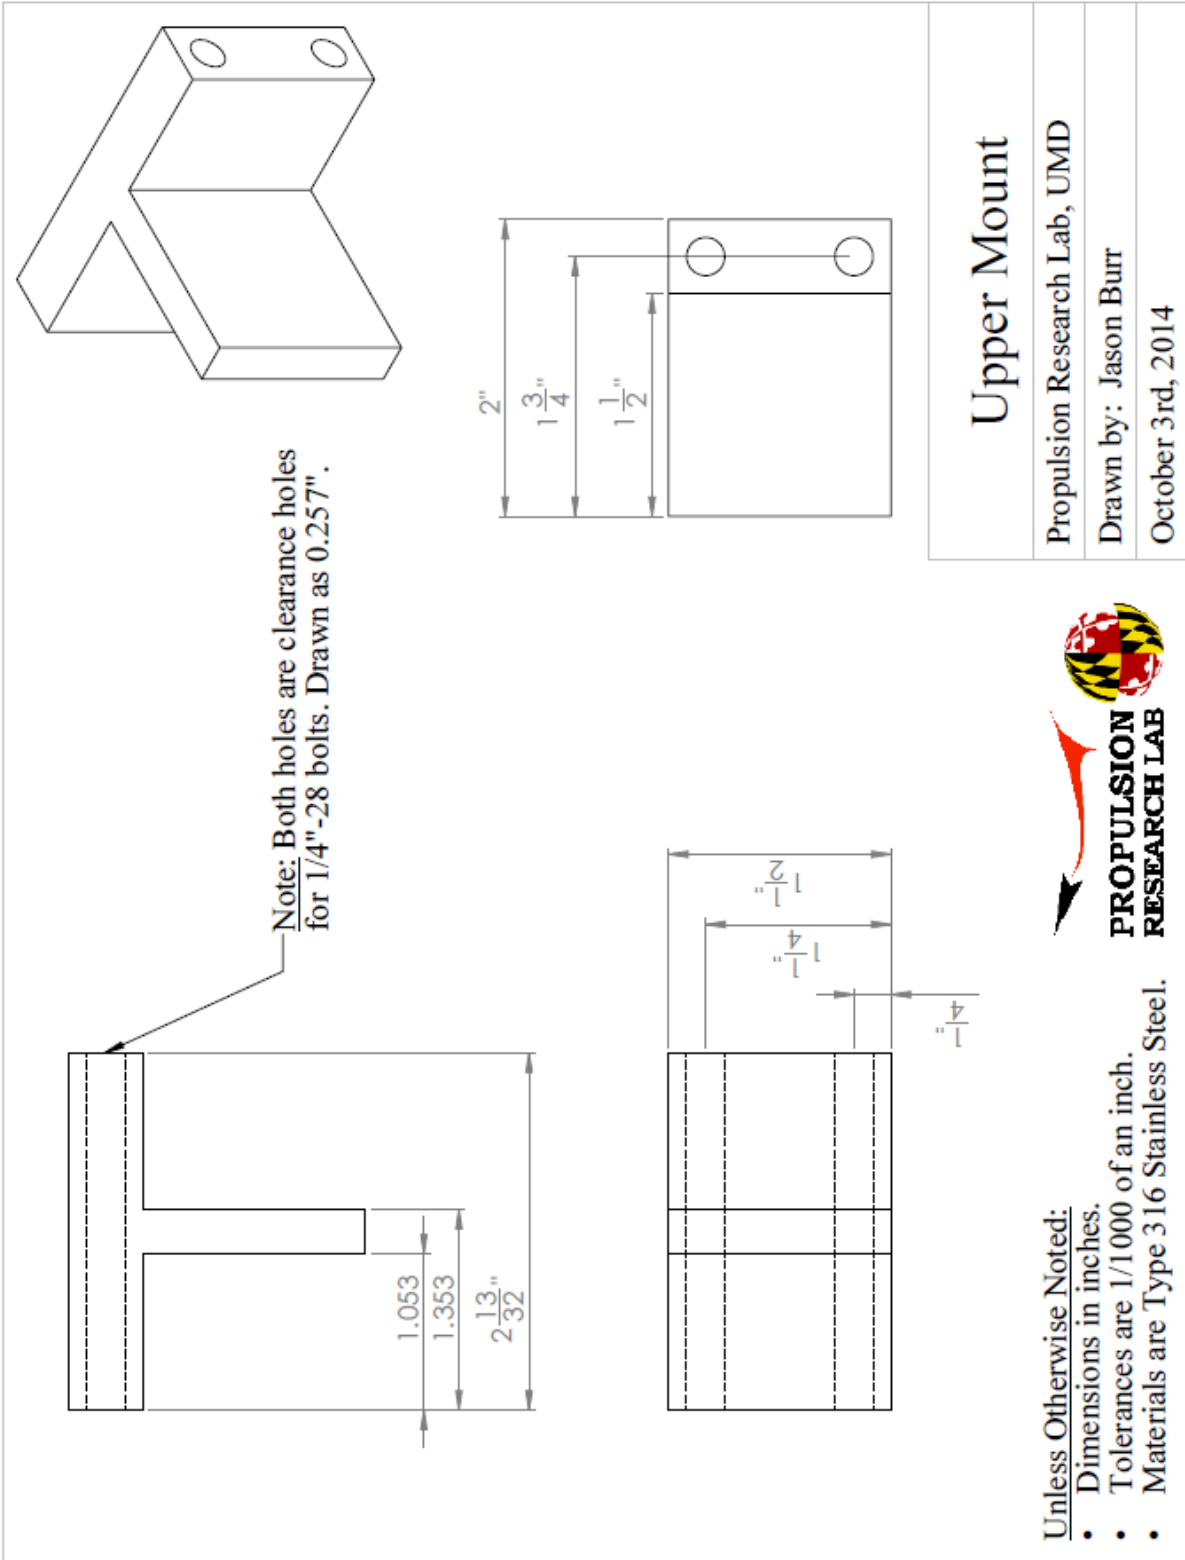 Note: Both holes are clearance holes
for 1/4"-28 bolts. Drawn as 0.257".
1.053
1.353
2 13/32"
2"
1 3/4"
1 1/2"
1 1/2"
1 1/4"
1/4"
Unless Otherwise Noted:
• Dimensions in inches.
• Tolerances are 1/1000 of an inch.
• Materials are Type 316 Stainless Steel.
PROPULSION
RESEARCH LAB
Upper Mount
Propulsion Research Lab, UMD
Drawn by: Jason Burr
October 3rd, 2014